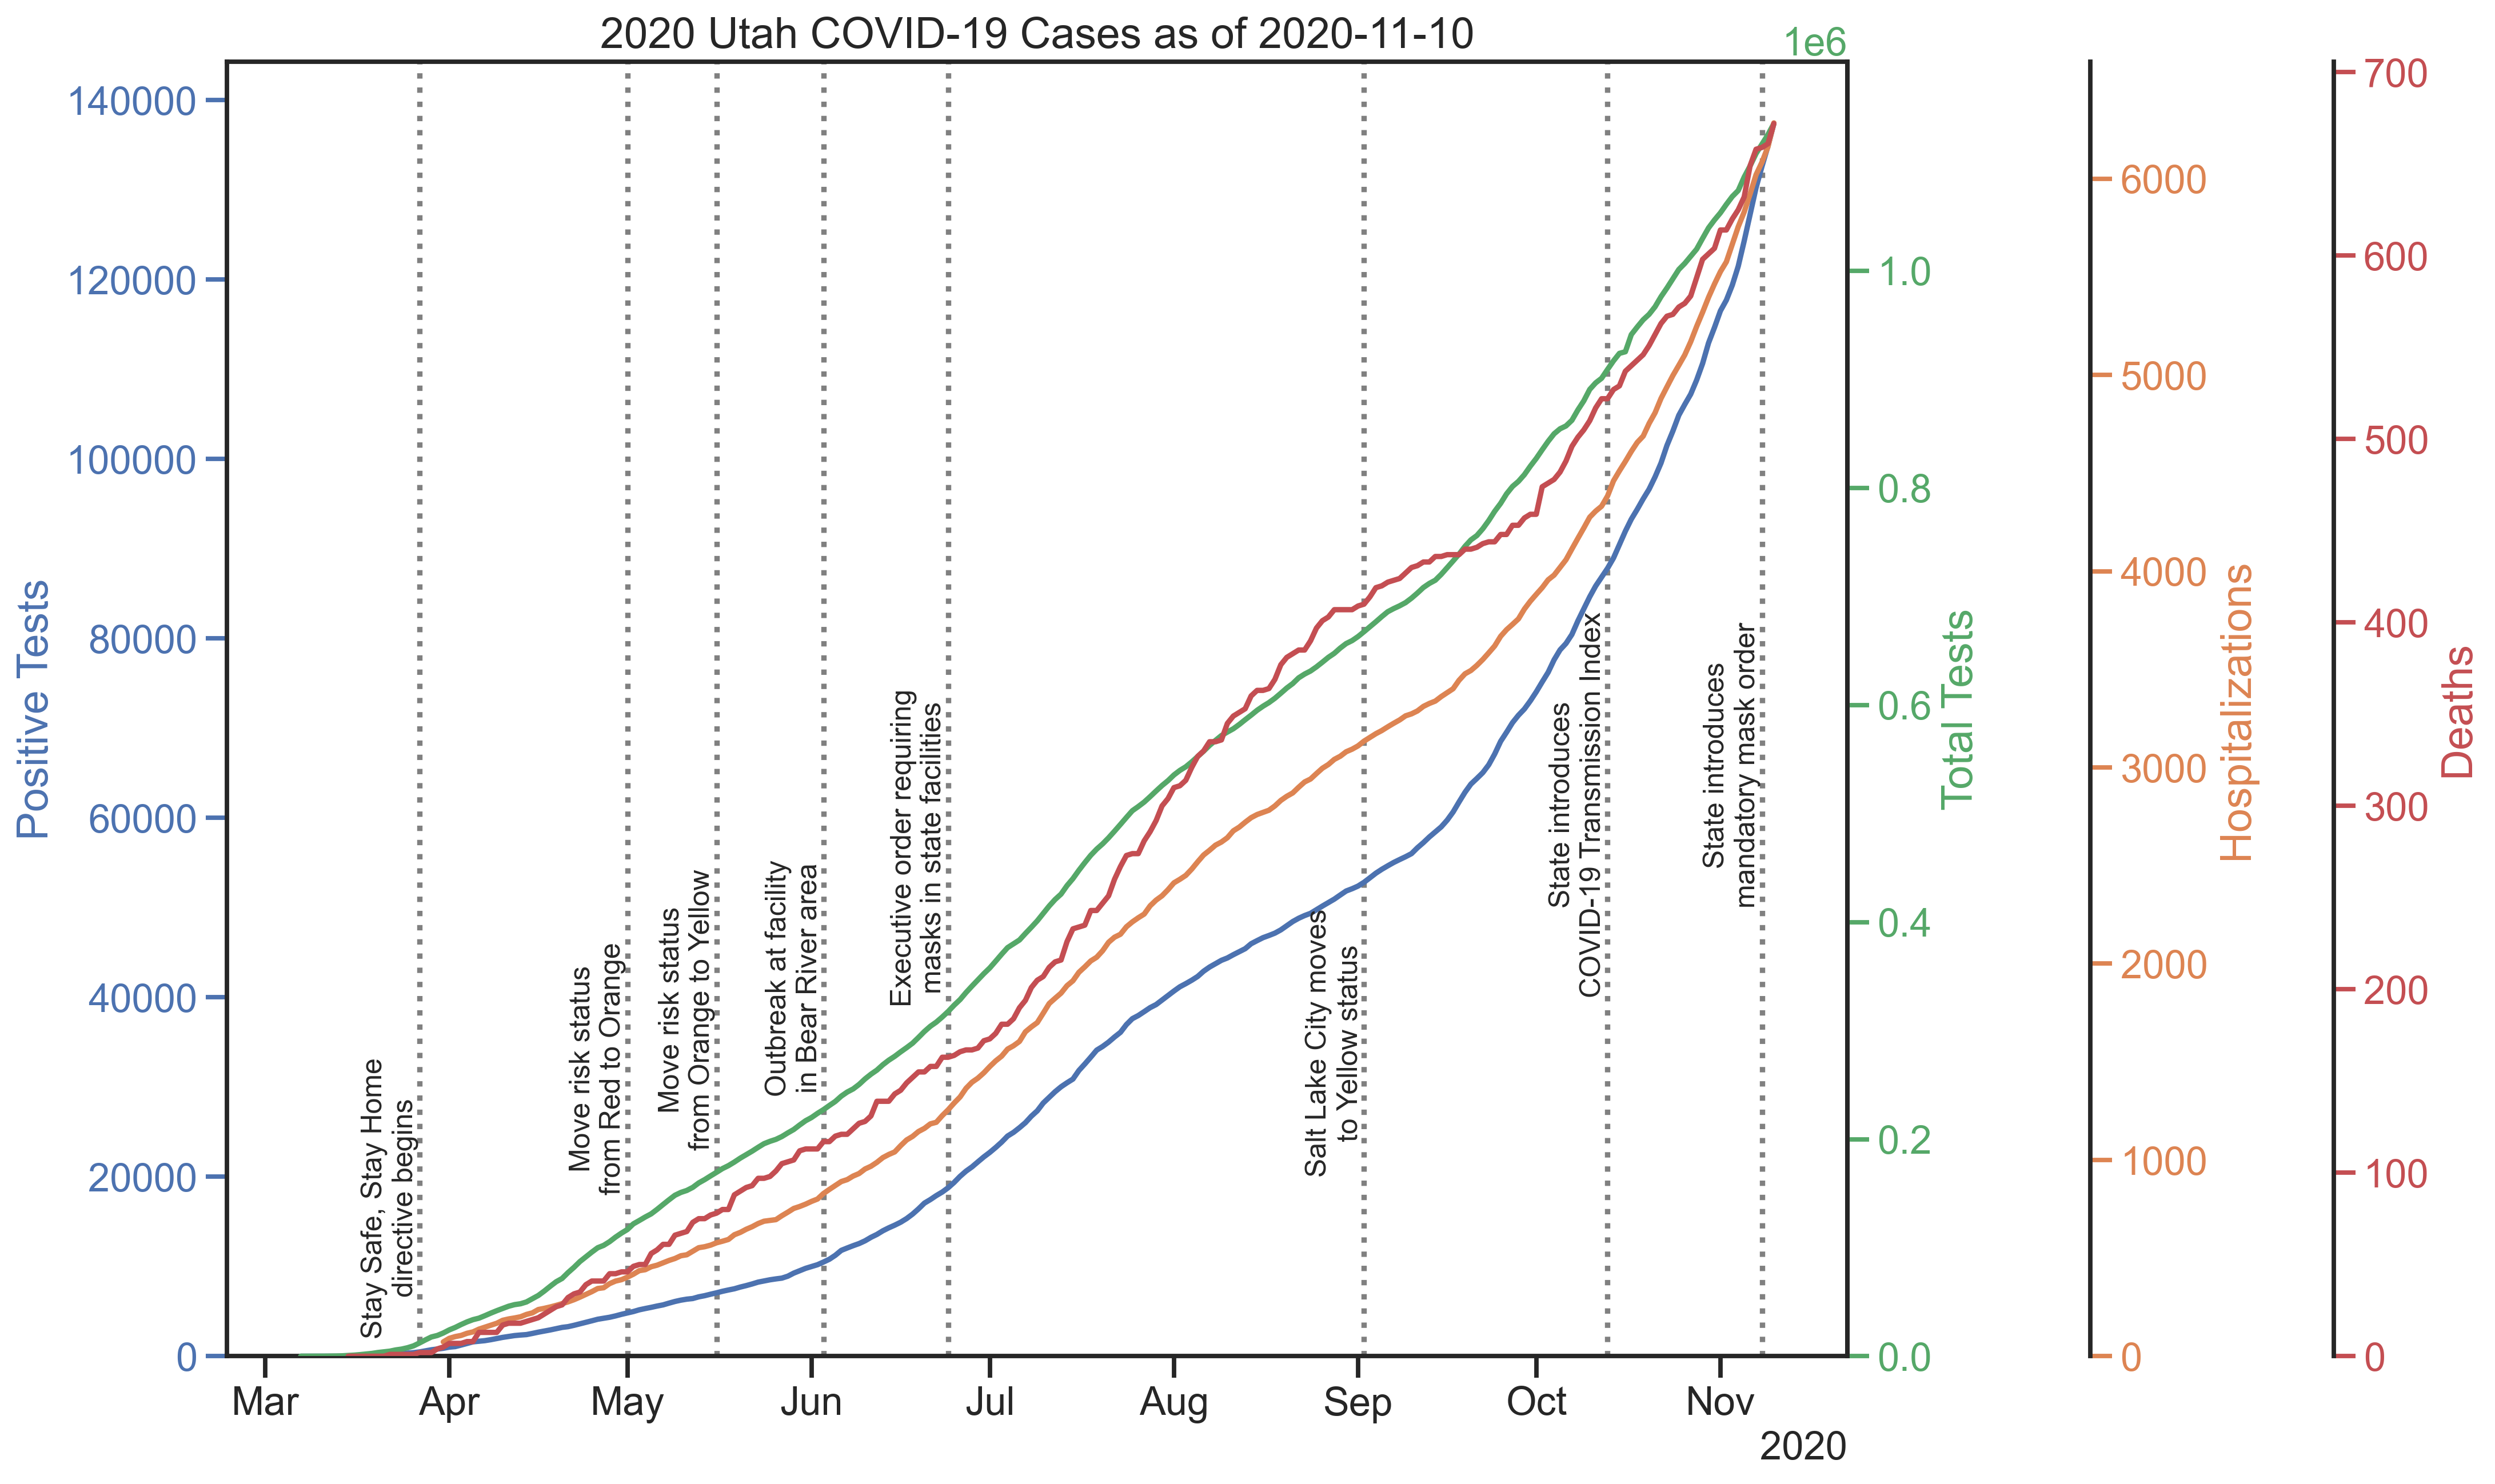 2020 Utah COVID-19 Cases as of 2020-11-10
1e6
140000
120000
100000
80000
60000
40000
20000
0
Positive Tests
Stay Safe, Stay Home
directive begins
Move risk status
from Red to Orange
Move risk status
from Orange to Yellow
Outbreak at facility
in Bear River area
Executive order requiring
masks in state facilities
Salt Lake City moves
to Yellow status
State introduces
COVID-19 Transmission Index
State introduces
mandatory mask order
1.0
0.8
0.6
0.4
0.2
0.0
Total Tests
6000
5000
4000
3000
2000
1000
0
Hospitalizations
700
600
500
400
300
200
100
0
Deaths
Mar
Apr
May
Jun
Jul
Aug
Sep
Oct
Nov
2020